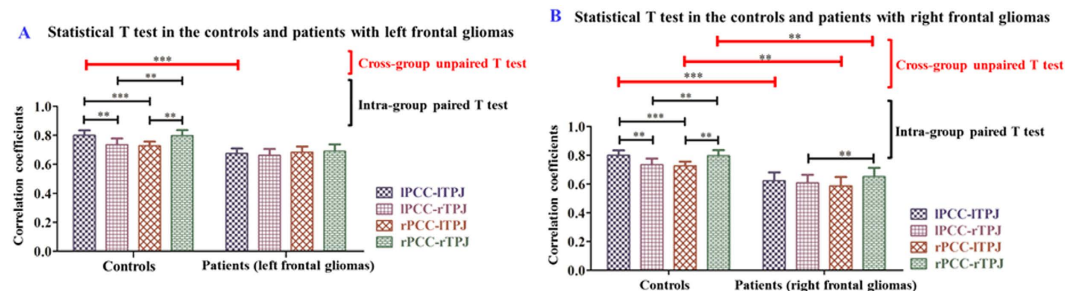 A Statistical T test in the controls and patients with left frontal gliomas
***
Cross-group unpaired T test
**
***
Intra-group paired T test
** **
Correlation coefficients
1.0
0.8
0.6
0.4
0.2
0.0
lPCC-lTPJ
lPCC-rTPJ
rPCC-lTPJ
rPCC-rTPJ
Controls Patients (left frontal gliomas)
B Statistical T test in the controls and patients with right frontal gliomas
**
**
Cross-group unpaired T test
***
**
***
Intra-group paired T test
** **
**
Correlation coefficients
1.0
0.8
0.6
0.4
0.2
0.0
lPCC-lTPJ
lPCC-rTPJ
rPCC-lTPJ
rPCC-rTPJ
Controls Patients (right frontal gliomas)